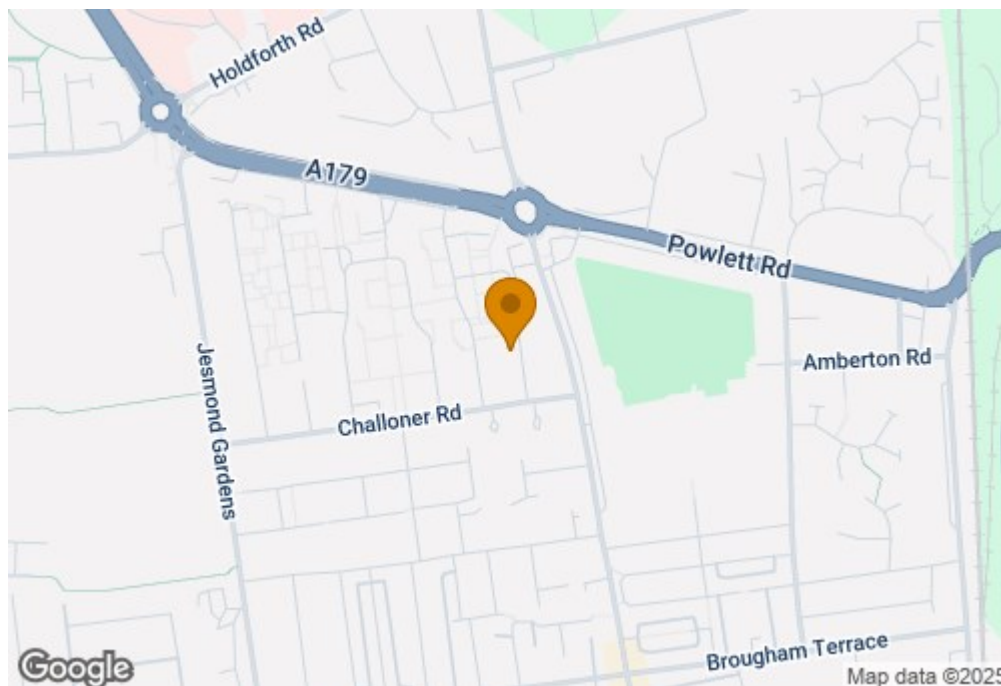 Holdforth Rd
A179
Powlett Rd
Jesmond Gardens
Amberton Rd
Challoner Rd
Brougham Terrace
Google
Map data ©2025